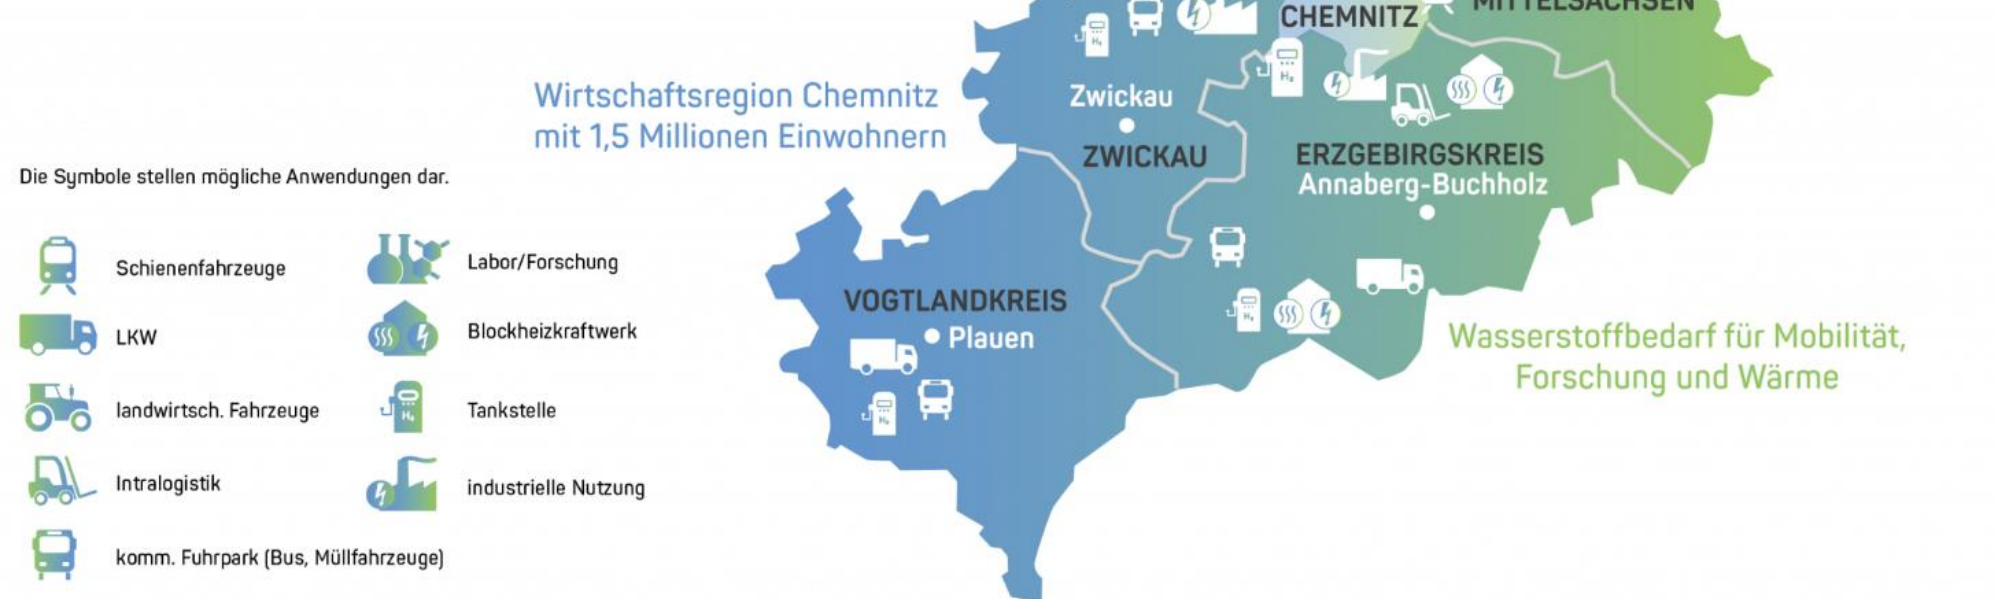 CHEMNITZ
MITTELSACHSEN
Wirtschaftsregion Chemnitz
mit 1,5 Millionen Einwohnern
Zwickau
ZWICKAU
ERZGEBIRGSKREIS
Annaberg-Buchholz
Die Symbole stellen mögliche Anwendungen dar.
Schienenfahrzeuge
LKW
landwirtsch. Fahrzeuge
Intralogistik
komm. Fuhrpark (Bus, Müllfahrzeuge)
Labor/Forschung
Blockheizkraftwerk
Tankstelle
industrielle Nutzung
VOGTLANDKREIS
Plauen
Wasserstoffbedarf für Mobilität,
Forschung und Wärme